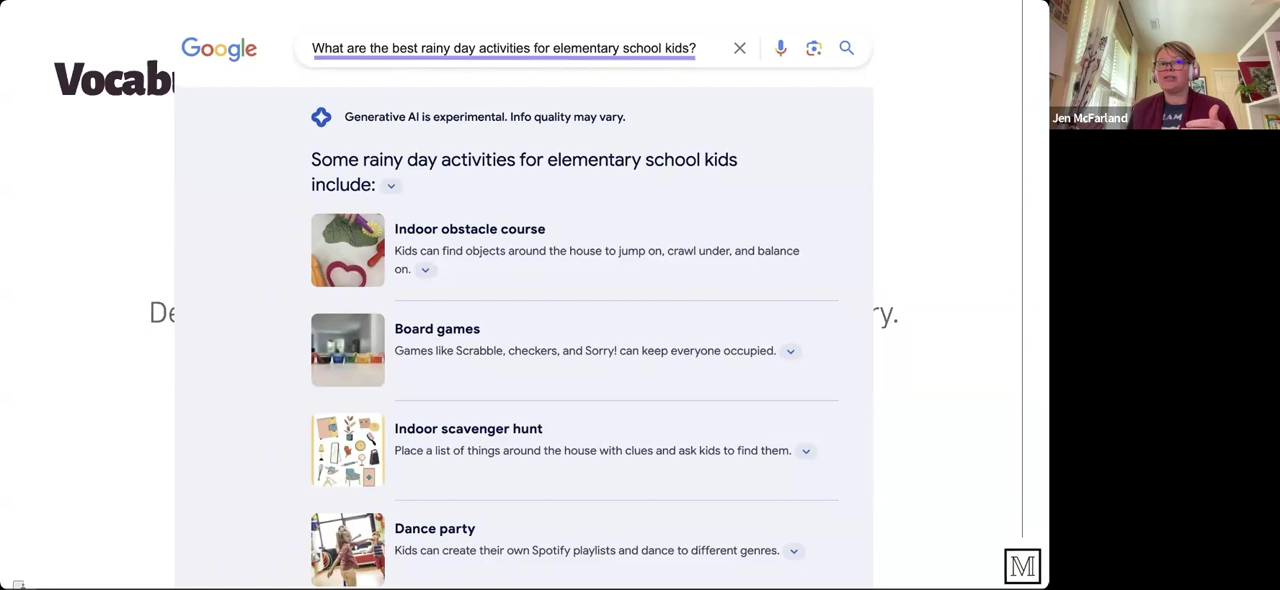 Google
What are the best rainy day activities for elementary school kids?
Vocab
Jen McFarland
Generative AI is experimental. Info quality may vary.
Some rainy day activities for elementary school kids
include:
Indoor obstacle course
Kids can find objects around the house to jump on, crawl under, and balance
on.
De
ry.
Board games
Games like Scrabble, checkers, and Sorry! can keep everyone occupied.
Indoor scavenger hunt
Place a list of things around the house with clues and ask kids to find them.
Dance party
Kids can create their own Spotify playlists and dance to different genres.
M